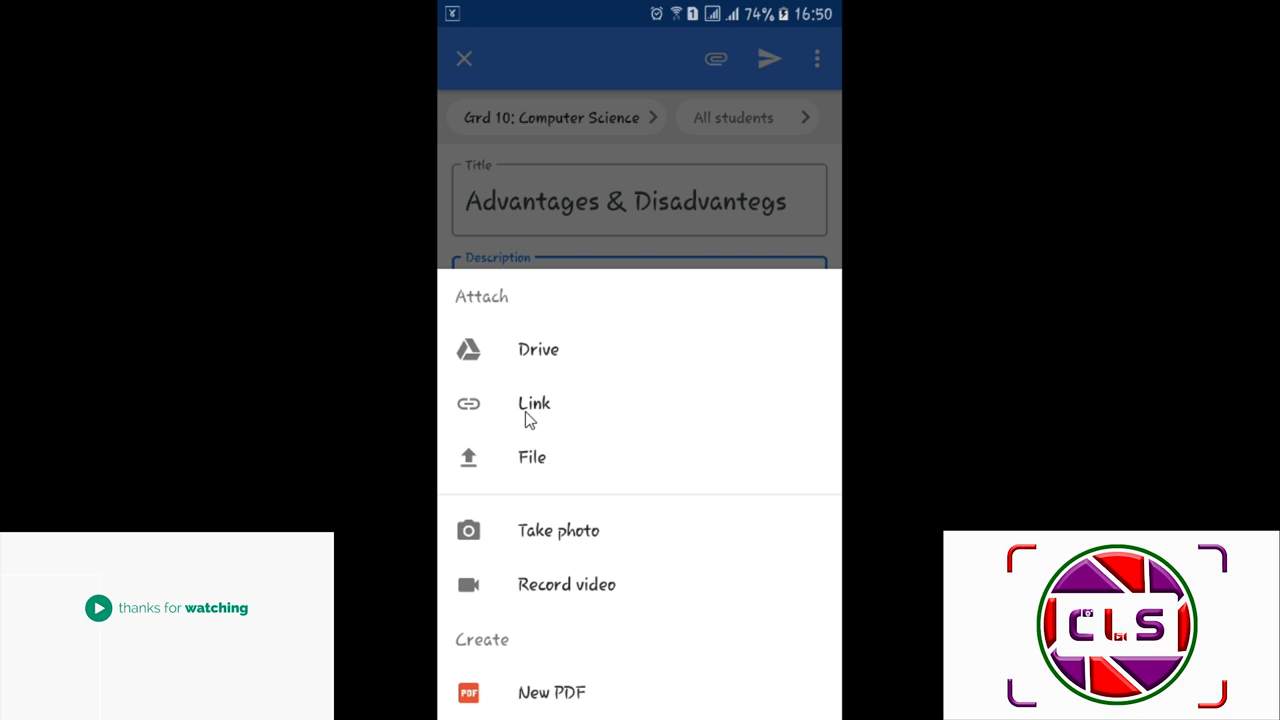 74% 16:50
Grd 10: Computer Science
All students
Title
Advantages & Disadvantegs
Description
Attach
Drive
Link
File
Take photo
Record video
Create
PDF
New PDF
thanks for watching
CLS